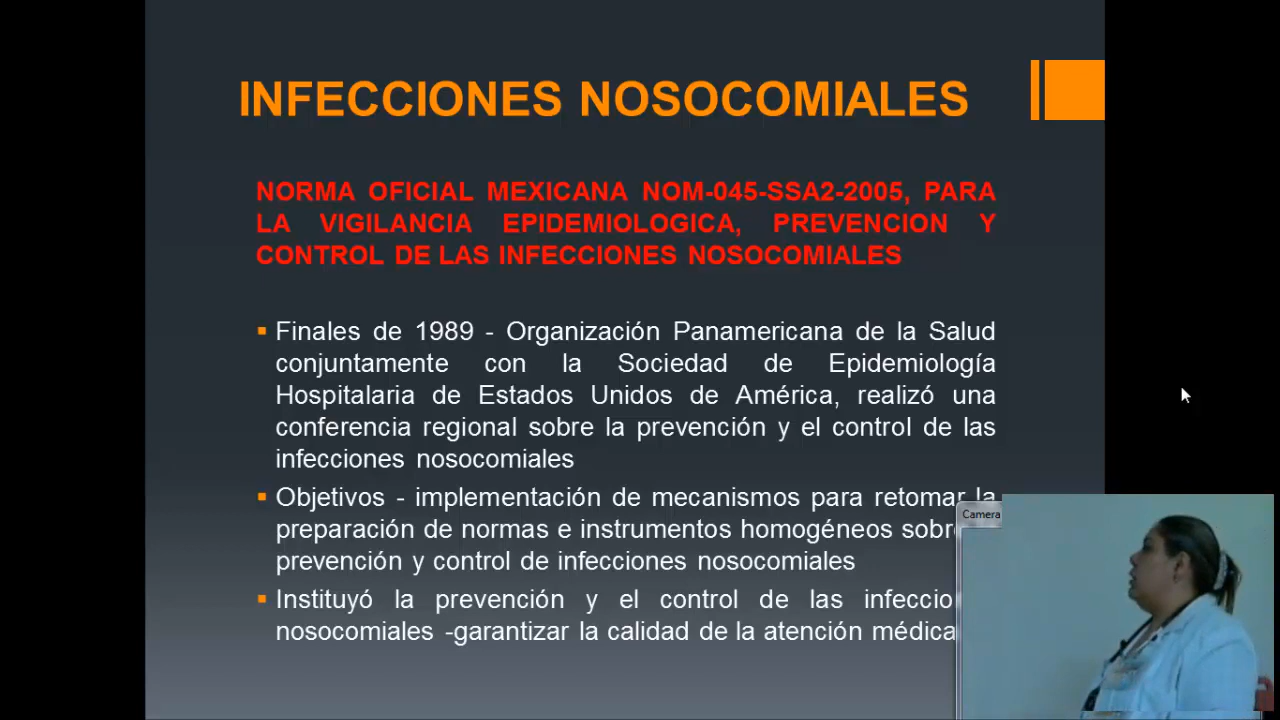 INFECCIONES NOSOCOMIALES
NORMA OFICIAL MEXICANA NOM-045-SSA2-2005, PARA
LA VIGILANCIA EPIDEMIOLOGICA, PREVENCION Y
CONTROL DE LAS INFECCIONES NOSOCOMIALES
Finales de 1989 - Organización Panamericana de la Salud
conjuntamente con la Sociedad de Epidemiología
Hospitalaria de Estados Unidos de América, realizó una
conferencia regional sobre la prevención y el control de las
infecciones nosocomiales
Objetivos - implementación de mecanismos para retomar la
preparación de normas e instrumentos homogéneos
prevención y control de infecciones nosocomiales
Instituyó la prevención y el control de las
nosocomiales -garantizar la calidad de la atención médica
Camera